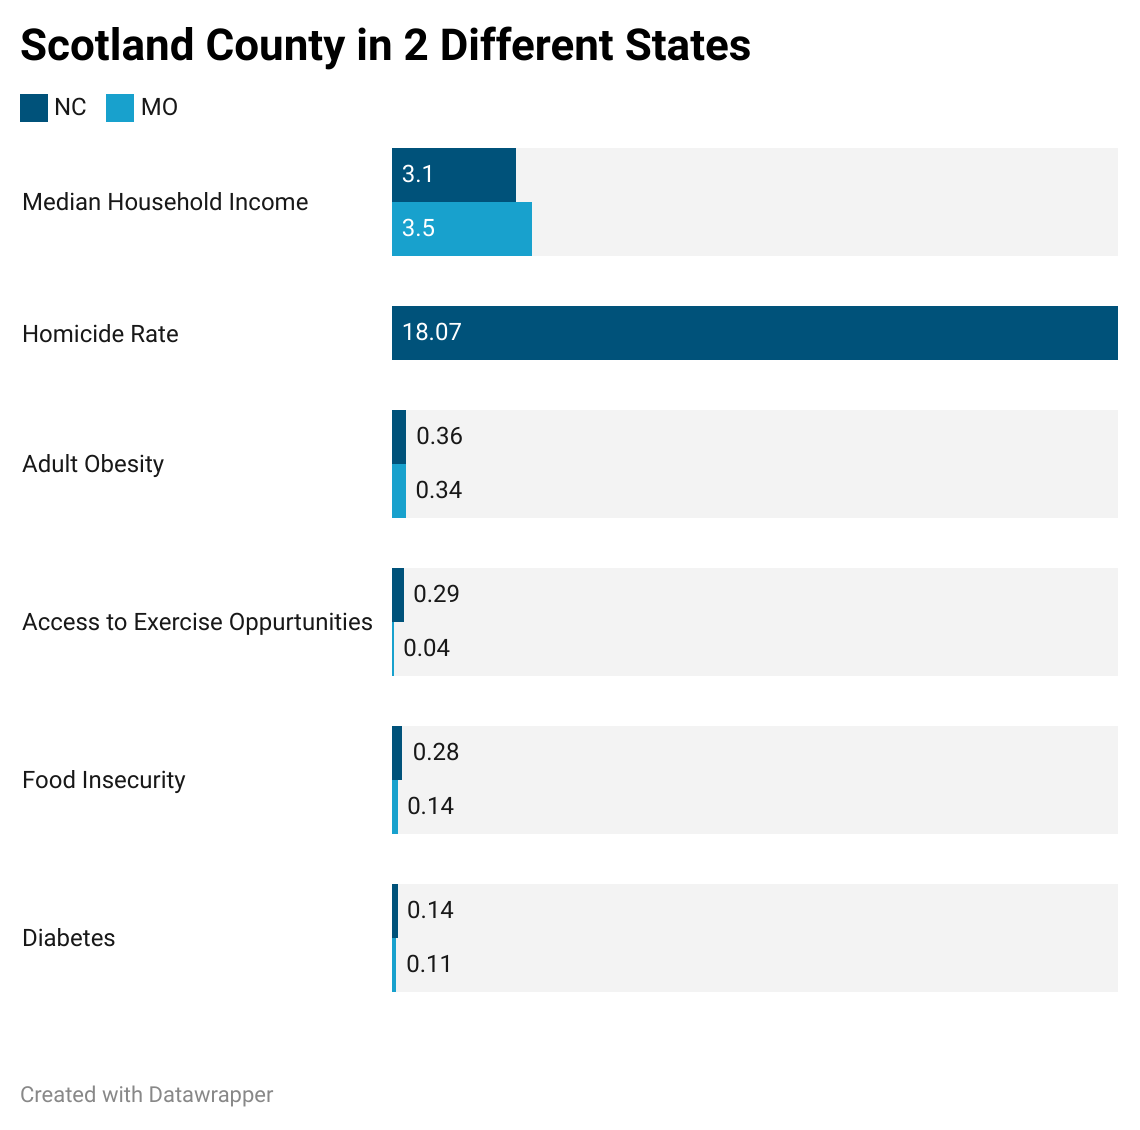 Scotland County in 2 Different States
NC MO
Median Household Income
3.1
3.5
Homicide Rate
18.07
Adult Obesity
0.36
0.34
Access to Exercise Oppurtunities
0.29
0.04
Food Insecurity
0.28
0.14
Diabetes
0.14
0.11
Created with Datawrapper